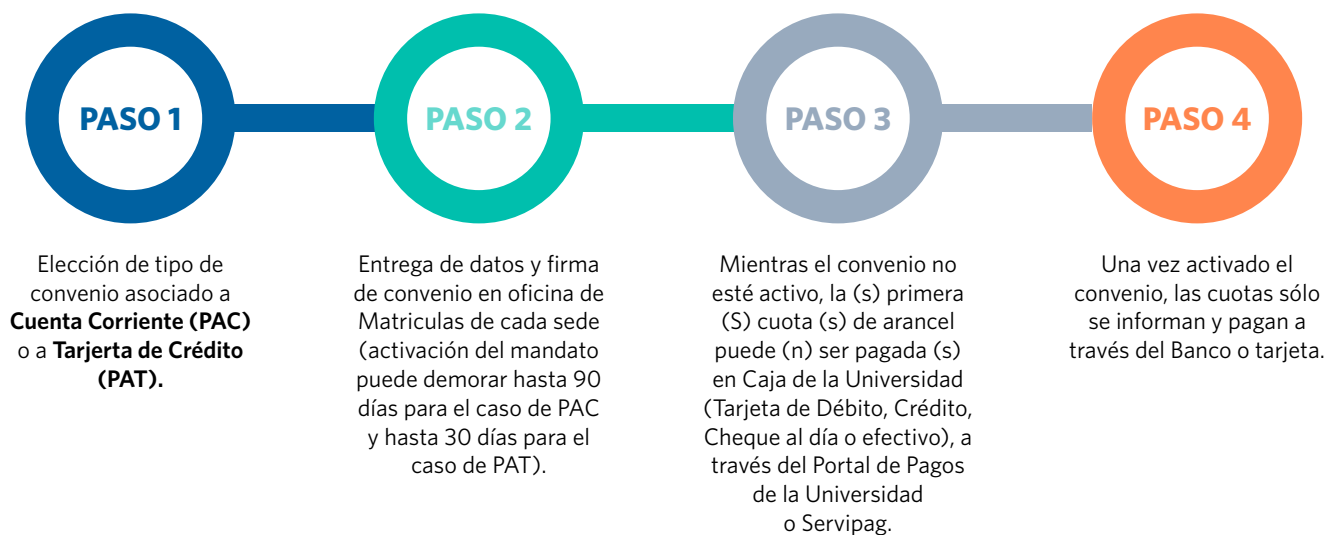 PASO 1
Elección de tipo de
convenio asociado a
Cuenta Corriente (PAC)
o a Tarjerta de Crédito
(PAT).
PASO 2
Entrega de datos y firma
de convenio en oficina de
Matriculas de cada sede
(activación del mandato
puede demorar hasta 90
días para el caso de PAC
y hasta 30 días para el
caso de PAT).
PASO 3
Mientras el convenio no
esté activo, la (s) primera
(S) cuota (s) de arancel
puede (n) ser pagada (s)
en Caja de la Universidad
(Tarjeta de Débito, Crédito,
Cheque al día o efectivo), a
través del Portal de Pagos
de la Universidad
o Servipag.
PASO 4
Una vez activado el
convenio, las cuotas sólo
se informan y pagan a
través del Banco o tarjeta.